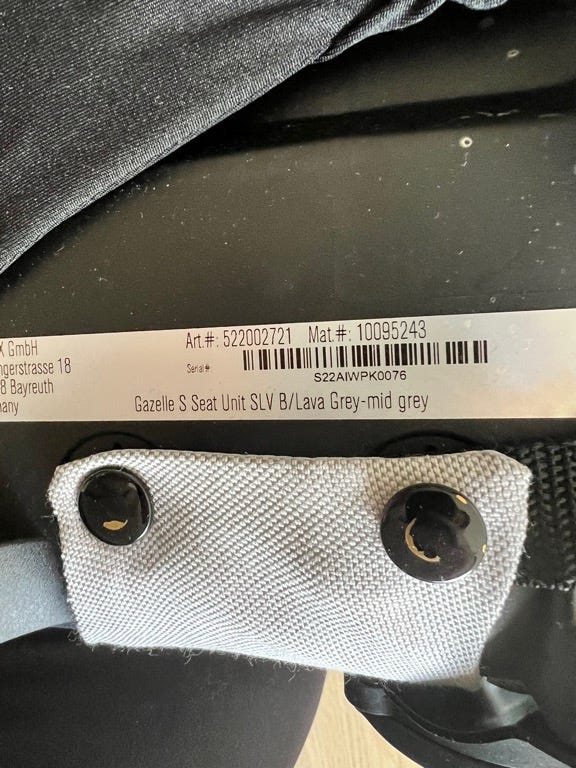 X GmbH
ngerstrasse 18
8 Bayreuth
many
Art.#: 522002721 Mat.#: 10095243
Serial#:
S22AIWPK0076
Gazelle S Seat Unit SLV B/Lava Grey-mid grey